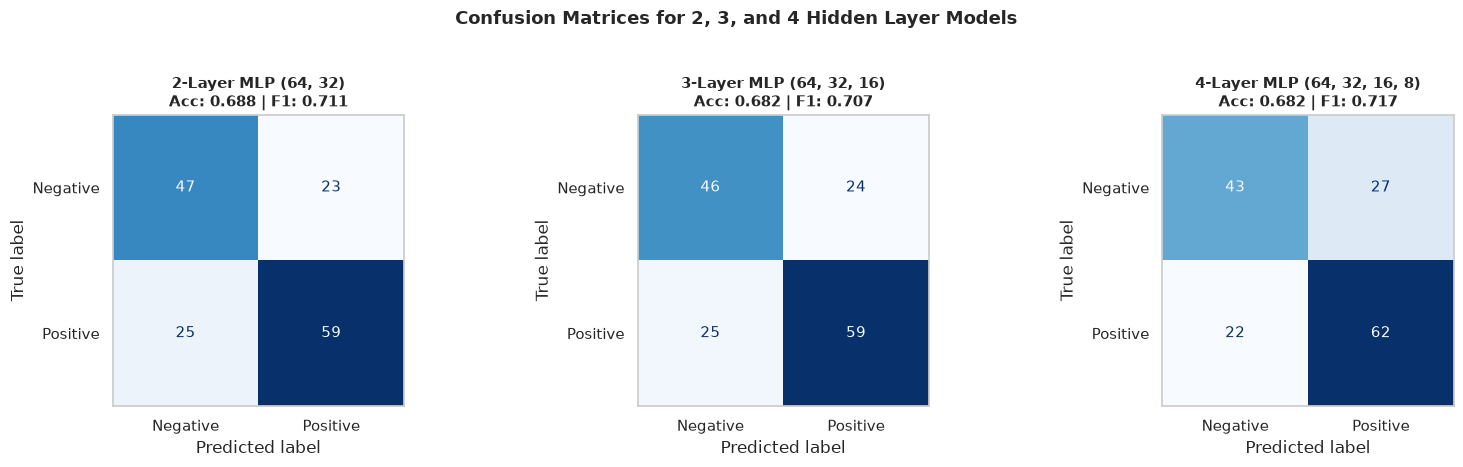 Confusion Matrices for 2, 3, and 4 Hidden Layer Models
2-Layer MLP (64, 32)
Acc: 0.688 | F1: 0.711
True label
Negative
47
23
Positive
25
59
Negative
Positive
Predicted label
3-Layer MLP (64, 32, 16)
Acc: 0.682 | F1: 0.707
True label
Negative
46
24
Positive
25
59
Negative
Positive
Predicted label
4-Layer MLP (64, 32, 16, 8)
Acc: 0.682 | F1: 0.717
True label
Negative
43
27
Positive
22
62
Negative
Positive
Predicted label